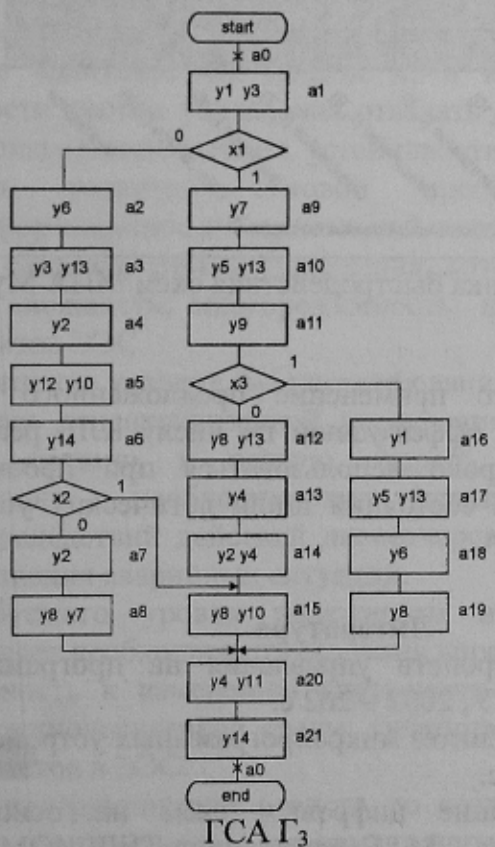 start
a0
y1 y3 a1
0 x1
1
y6 a2 y7 a9
y3 y13 a3 y5 y13 a10
y2 a4 y9 a11
y12 y10 a5 x3 1
0
y14 a6 y8 y13 a12 y1 a16
x2 1 y4 a13 y5 y13 a17
0
y2 a7 y2 y4 a14 y6 a18
y8 y7 a8 y8 y10 a15 y8 a19
y4 y11 a20
y14 a21
a0
end
ГСА Г3